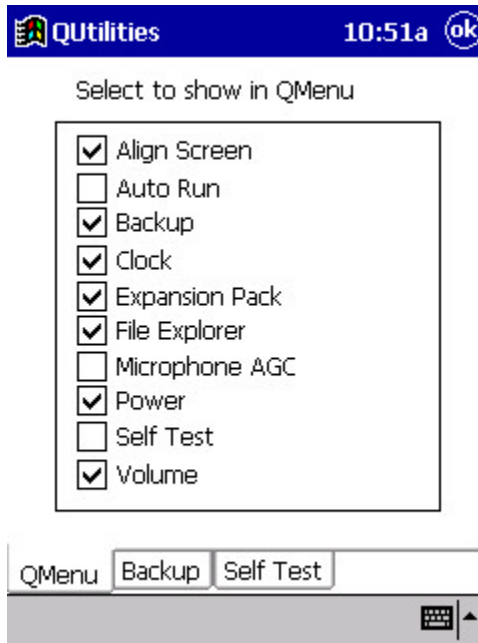 QUtilities 10:51a ok
Select to show in QMenu
Align Screen
Auto Run
Backup
Clock
Expansion Pack
File Explorer
Microphone AGC
Power
Self Test
Volume
QMenu Backup Self Test